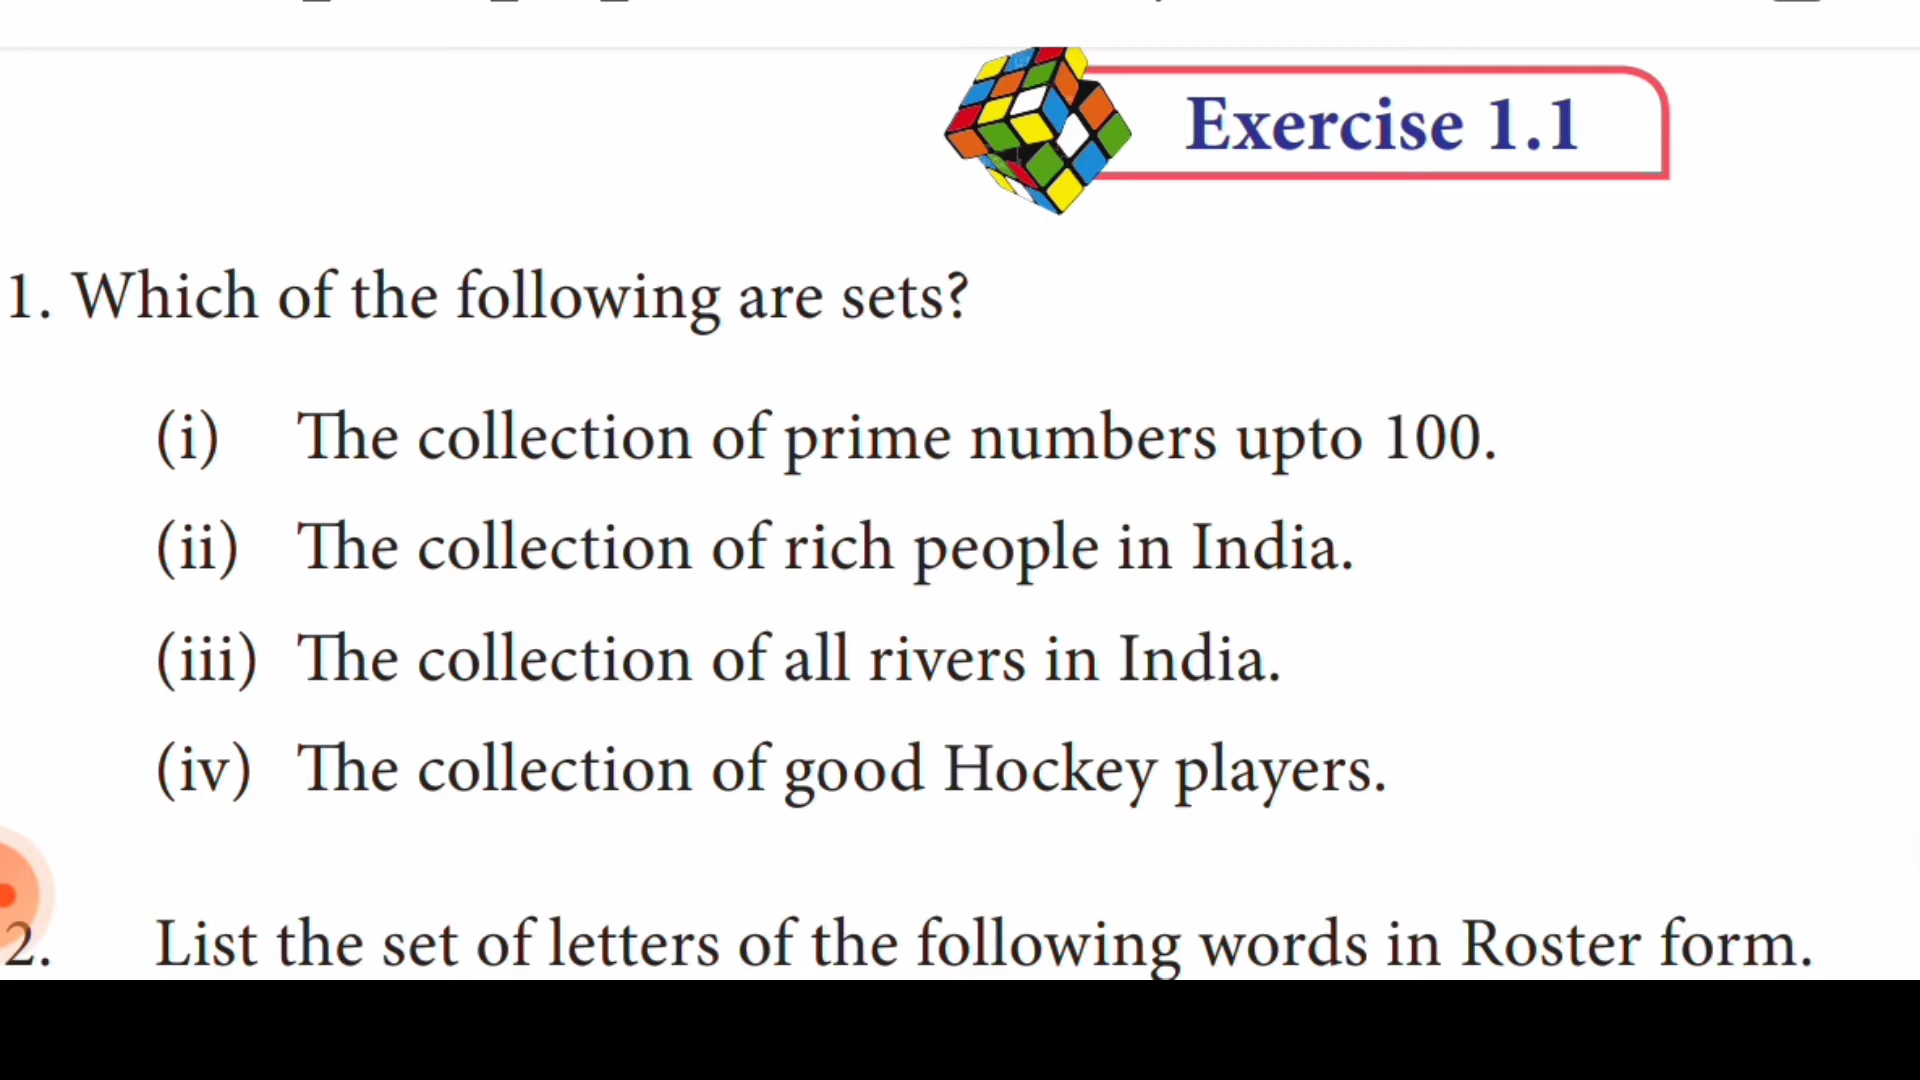 Exercise 1.1
1. Which of the following are sets?
(i) The collection of prime numbers upto 100.
(ii) The collection of rich people in India.
(iii) The collection of all rivers in India.
(iv) The collection of good Hockey players.
2. List the set of letters of the following words in Roster form.